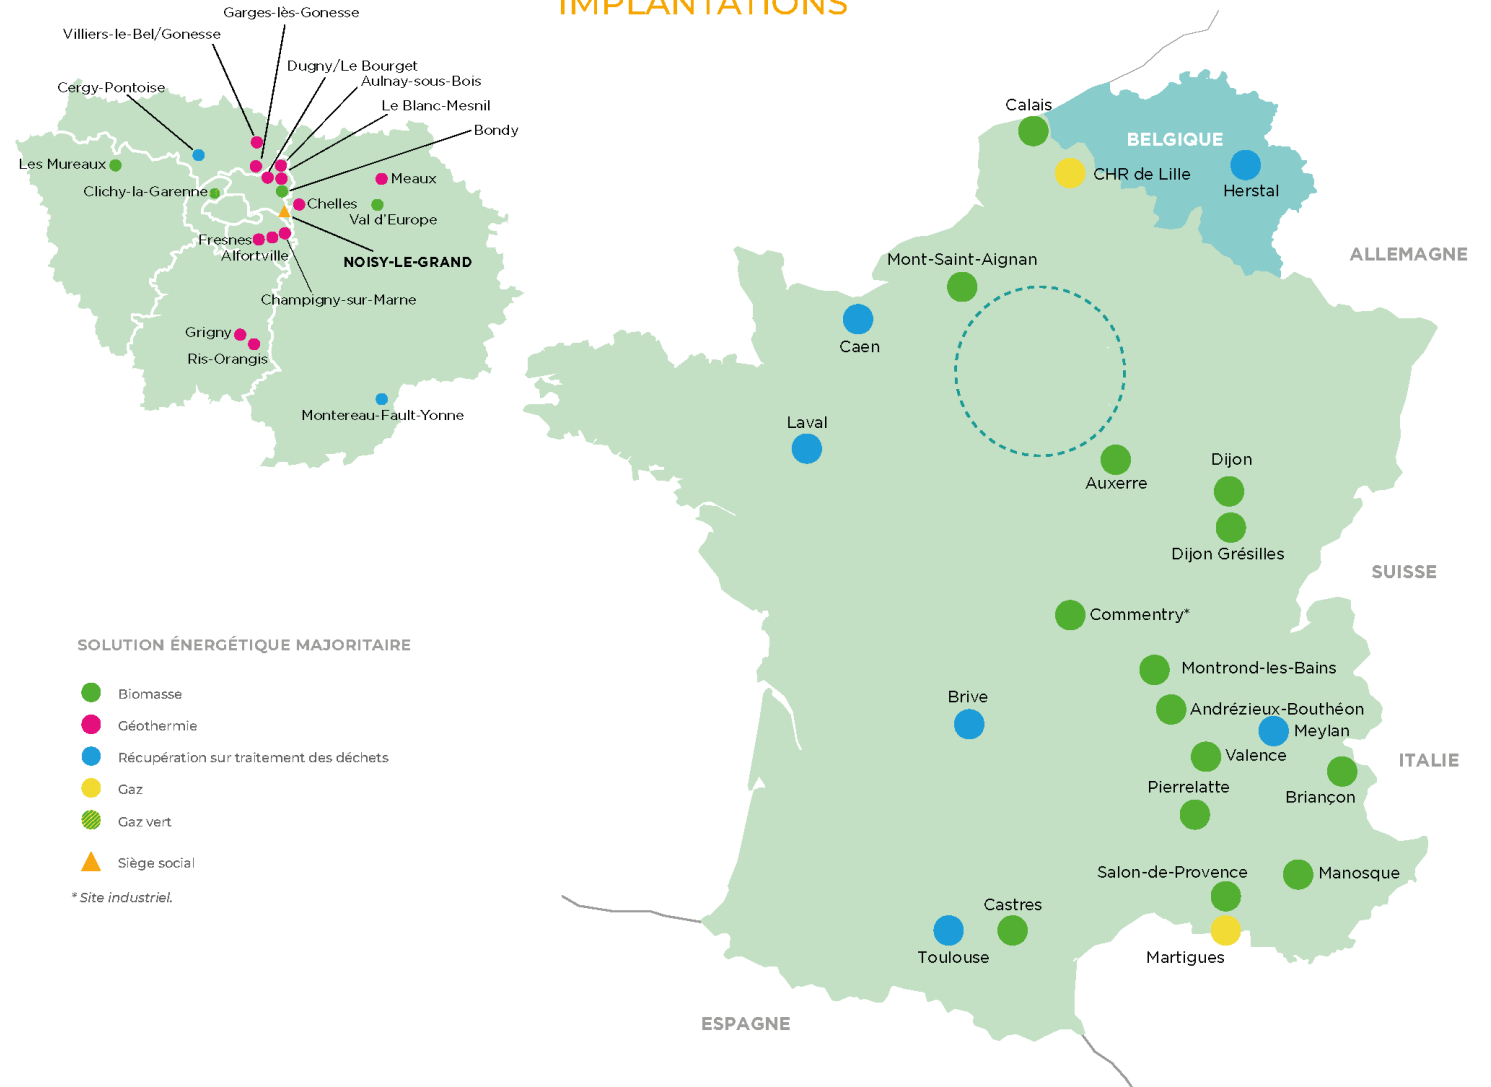 IMPLANTATIONS
Garges-lès-Gonesse
Villiers-le-Bel/Gonesse
Dugny/Le Bourget
Aulnay-sous-Bois
Cergy-Pontoise
Le Blanc-Mesnil
Bondy
Les Mureaux
Meaux
Clichy-la-Garenne
Chelles
Val d'Europe
Fresnes
Alfortville
NOISY-LE-GRAND
Champigny-sur-Marne
Grigny
Ris-Orangis
Montereau-Fault-Yonne
Calais
BELGIQUE
CHR de Lille
Herstal
ALLEMAGNE
Mont-Saint-Aignan
Caen
Laval
Auxerre
Dijon
Dijon Grésilles
SUISSE
Commentry*
Montrond-les-Bains
Brive
Andrézieux-Bouthéon
Meylan
Valence
ITALIE
Pierrelatte
Briançon
Salon-de-Provence
Manosque
Castres
Toulouse
Martigues
ESPAGNE
SOLUTION ÉNERGÉTIQUE MAJORITAIRE
Biomasse
Géothermie
Récupération sur traitement des déchets
Gaz
Gaz vert
Siège social
* Site industriel.